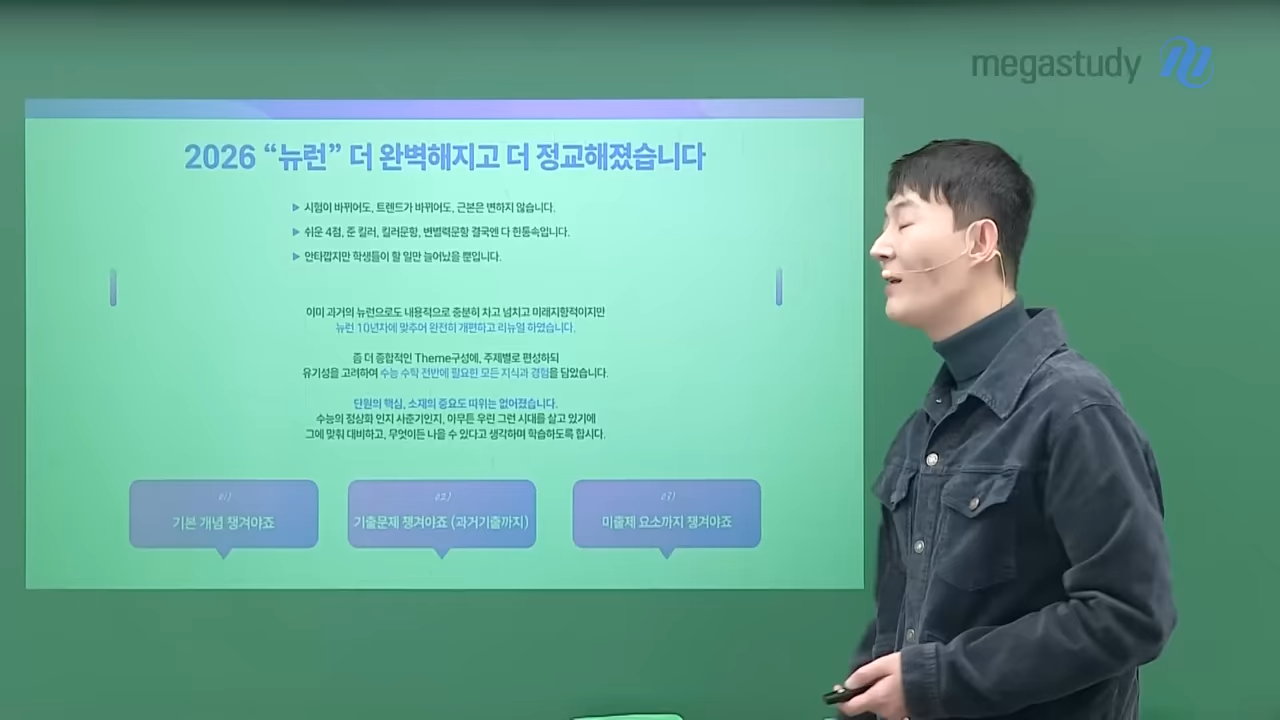 megastudy
2026 “뉴런” 더 완벽해지고 더 정교해졌습니다
▶ 시험이 바뀌어도, 트렌드가 바뀌어도, 근본은 변하지 않습니다.
▶ 쉬운 4점, 준 킬러, 킬러문항, 변별력문항 결국엔 다 한통속입니다.
▶ 안타깝지만 학생들이 할 일만 늘어났을 뿐입니다.
이미 과거의 뉴런으로도 내용적으로 충분히 차고 넘치고 미래지향적이지만
뉴런 10년차에 맞추어 완전히 개편하고 리뉴얼 하였습니다.
좀 더 종합적인 Theme구성에, 주제별로 편성하되
유기성을 고려하여 수능 수학 전반에 필요한 모든 지식과 경험을 담았습니다.
단원의 핵심, 소재의 중요도 따위는 없어졌습니다.
수능의 정상화 인지 사춘기인지, 아무튼 우린 그런 시대를 살고 있기에
그에 맞춰 대비하고, 무엇이든 나올 수 있다고 생각하며 학습하도록 합시다.
01)
기본 개념 챙겨야죠
02)
기출문제 챙겨야죠 (과거기출까지)
03)
미출제 요소까지 챙겨야죠